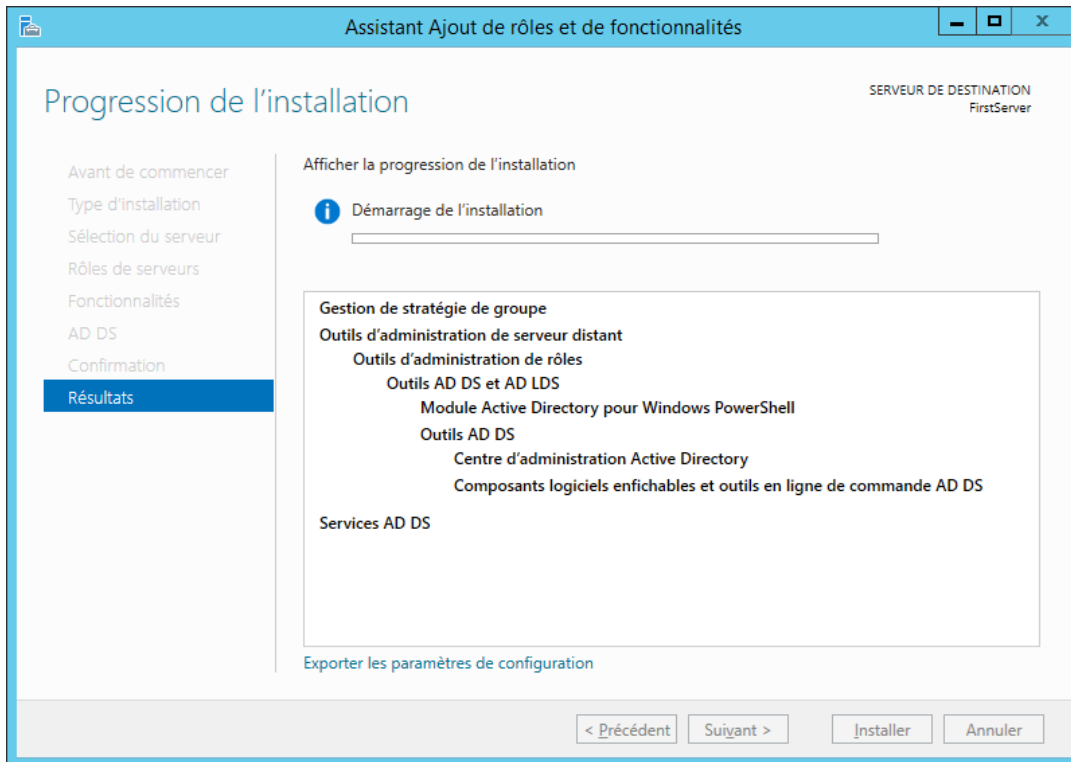 Assistant Ajout de rôles et de fonctionnalités
Progression de l'installation
SERVEUR DE DESTINATION
FirstServer
Avant de commencer
Type d'installation
Sélection du serveur
Rôles de serveurs
Fonctionnalités
AD DS
Confirmation
Résultats
Afficher la progression de l'installation
Démarrage de l'installation
Gestion de stratégie de groupe
Outils d'administration de serveur distant
Outils d'administration de rôles
Outils AD DS et AD LDS
Module Active Directory pour Windows PowerShell
Outils AD DS
Centre d'administration Active Directory
Composants logiciels enfichables et outils en ligne de commande AD DS
Services AD DS
Exporter les paramètres de configuration
< Précédent
Suivant >
Installer
Annuler